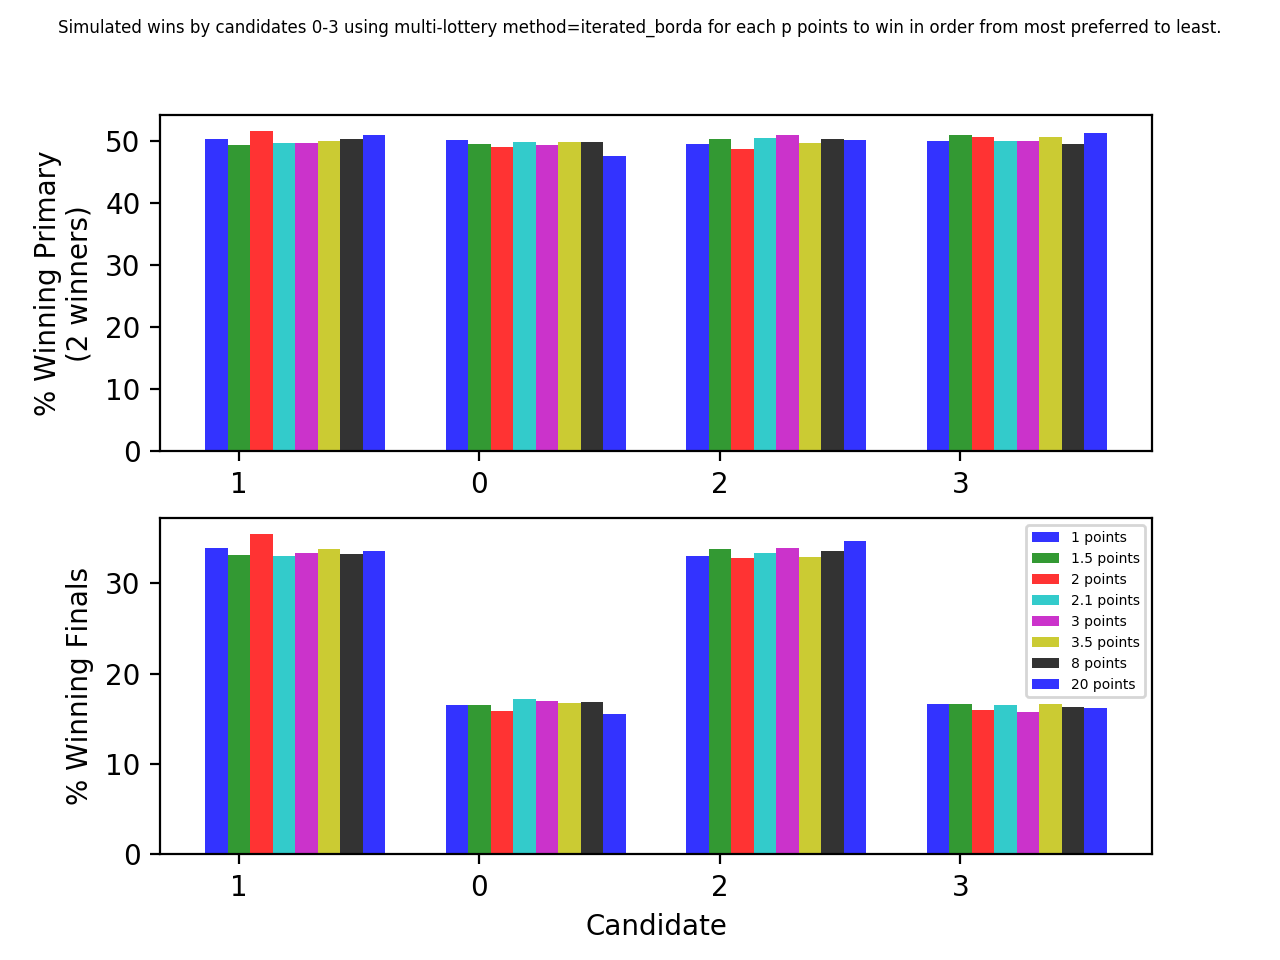 Simulated wins by candidates 0-3 using multi-lottery method=iterated_borda for each p points to win in order from most preferred to least.
% Winning Primary
(2 winners)
50
40
30
20
10
0
1
0
2
3
% Winning Finals
30
20
10
0
1 points
1.5 points
2 points
2.1 points
3 points
3.5 points
8 points
20 points
1
0
2
3
Candidate